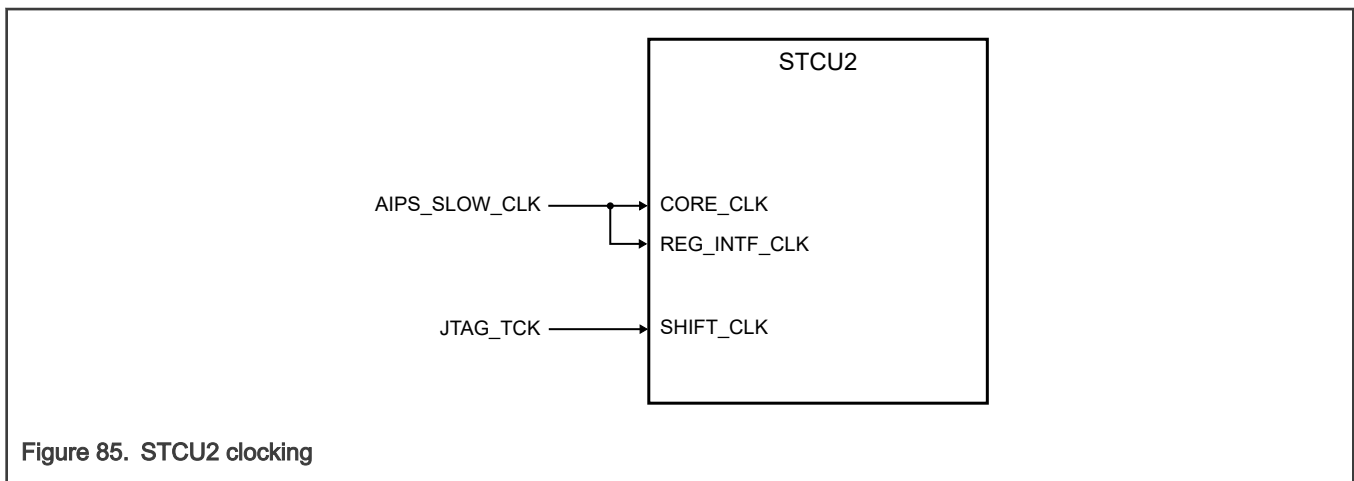 STCU2
AIPS_SLOW_CLK
CORE_CLK
REG_INTF_CLK
JTAG_TCK
SHIFT_CLK
Figure 85. STCU2 clocking